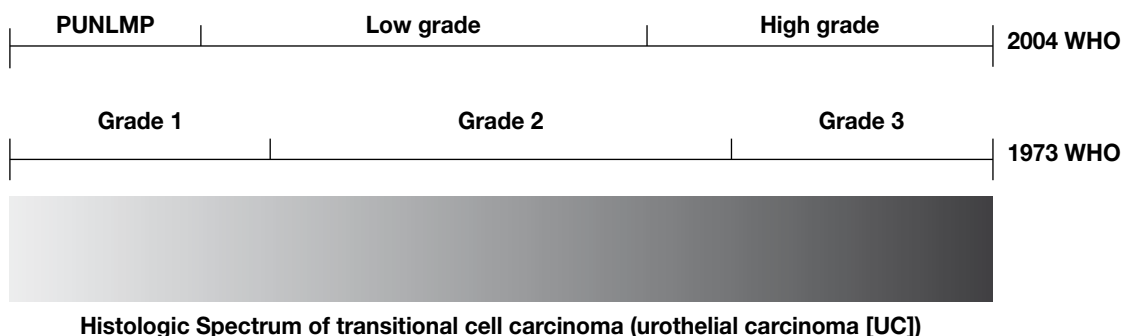 PUNLMP Low grade High grade 2004 WHO
Grade 1 Grade 2 Grade 3 1973 WHO
Histologic Spectrum of transitional cell carcinoma (urothelial carcinoma [UC])